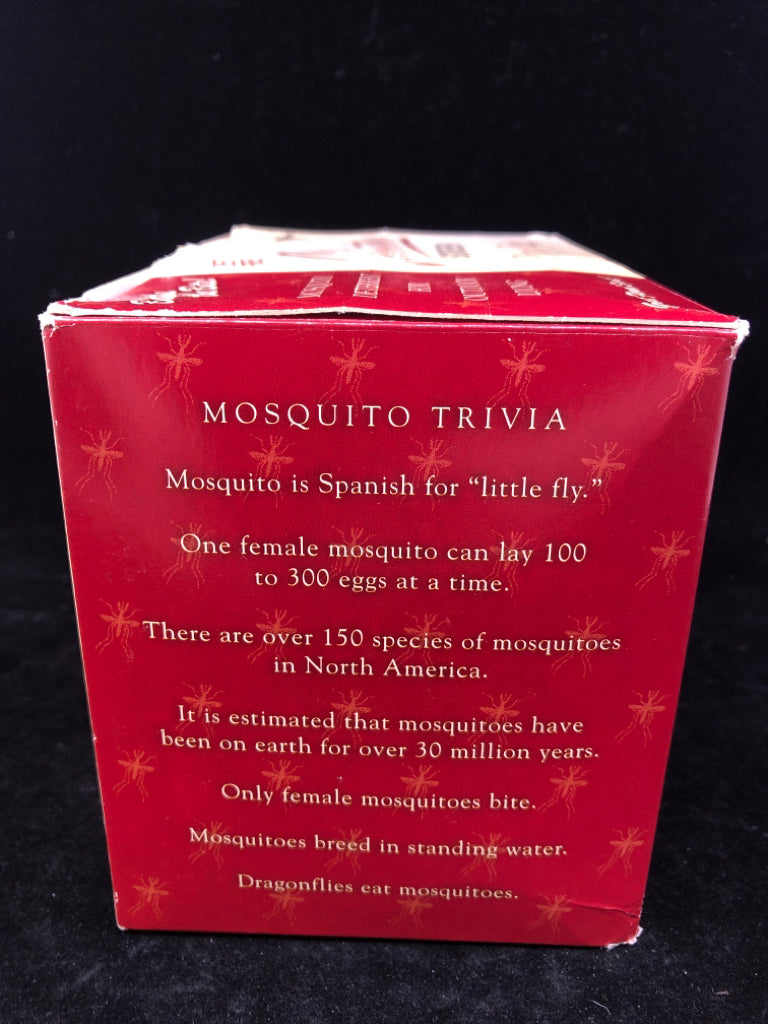 MOSQUITO TRIVIA
Mosquito is Spanish for “little fly.”
One female mosquito can lay 100
to 300 eggs at a time.
There are over 150 species of mosquitoes
in North America.
It is estimated that mosquitoes have
been on earth for over 30 million years.
Only female mosquitoes bite.
Mosquitoes breed in standing water.
Dragonflies eat mosquitoes.